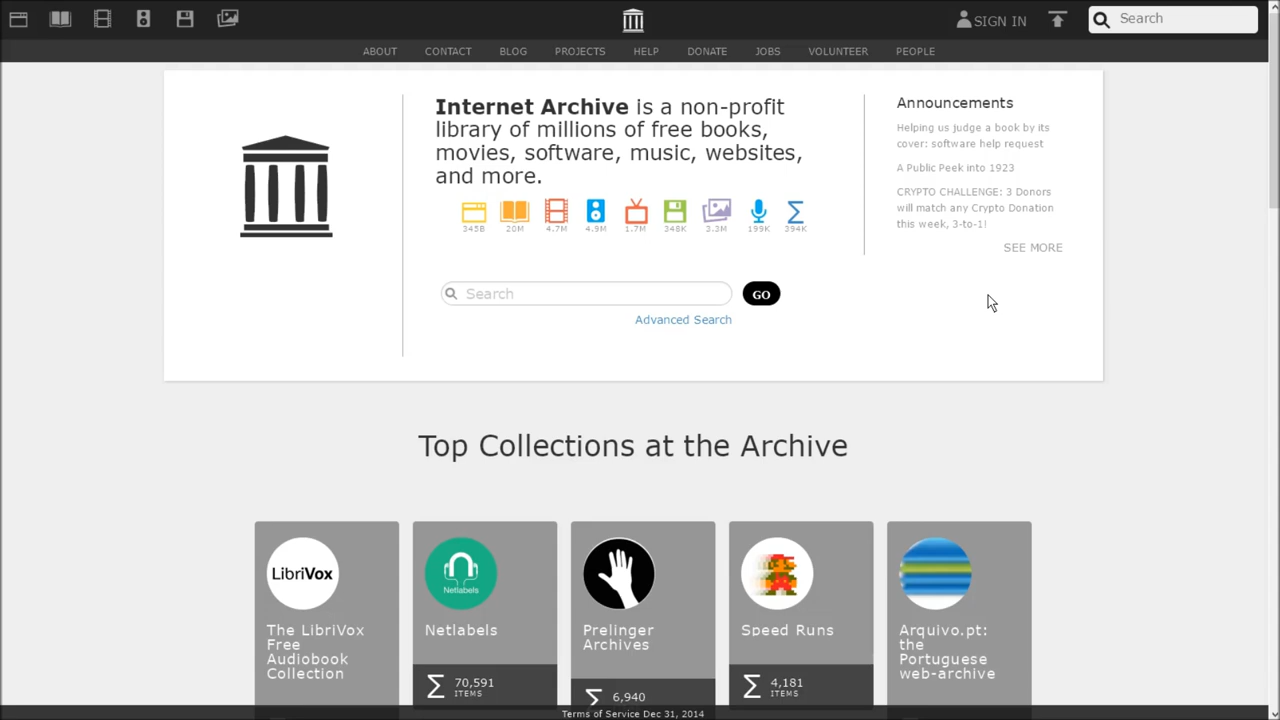 SIGN IN
Search
ABOUT CONTACT BLOG PROJECTS HELP DONATE JOBS VOLUNTEER PEOPLE
Internet Archive is a non-profit
library of millions of free books,
movies, software, music, websites,
and more.
345B 20M 4.7M 4.9M 1.7M 348K 3.3M 199K 394K
Search
GO
Advanced Search
Announcements
Helping us judge a book by its
cover: software help request
A Public Peek into 1923
CRYPTO CHALLENGE: 3 Donors
will match any Crypto Donation
this week, 3-to-1!
SEE MORE
Top Collections at the Archive
LibriVox
The LibriVox
Free
Audiobook
Collection
Netlabels
Netlabels
70,591
ITEMS
Prelinger
Archives
6,940
Speed Runs
4,181
ITEMS
Arquivo.pt:
the
Portuguese
web-archive
Terms of Service Dec 31, 2014